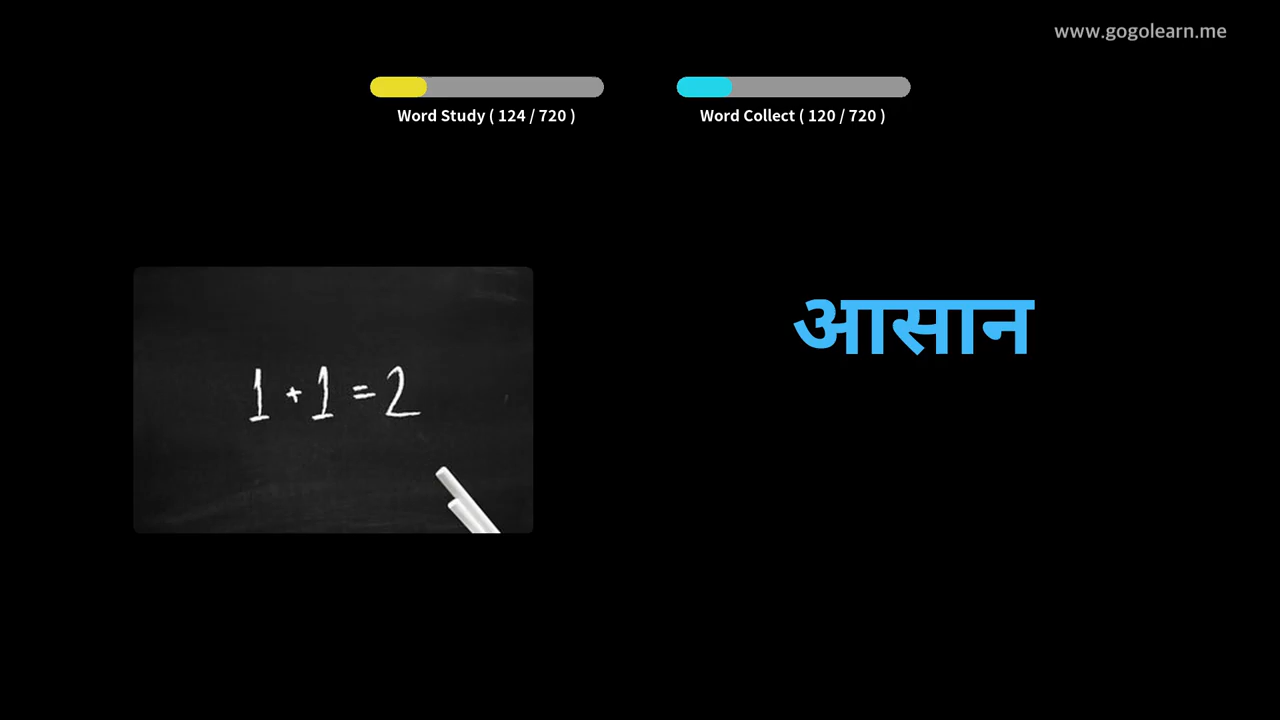 www.gogolearn.me
Word Study ( 124 / 720 )
Word Collect ( 120 / 720 )
आसान
1 + 1 = 2